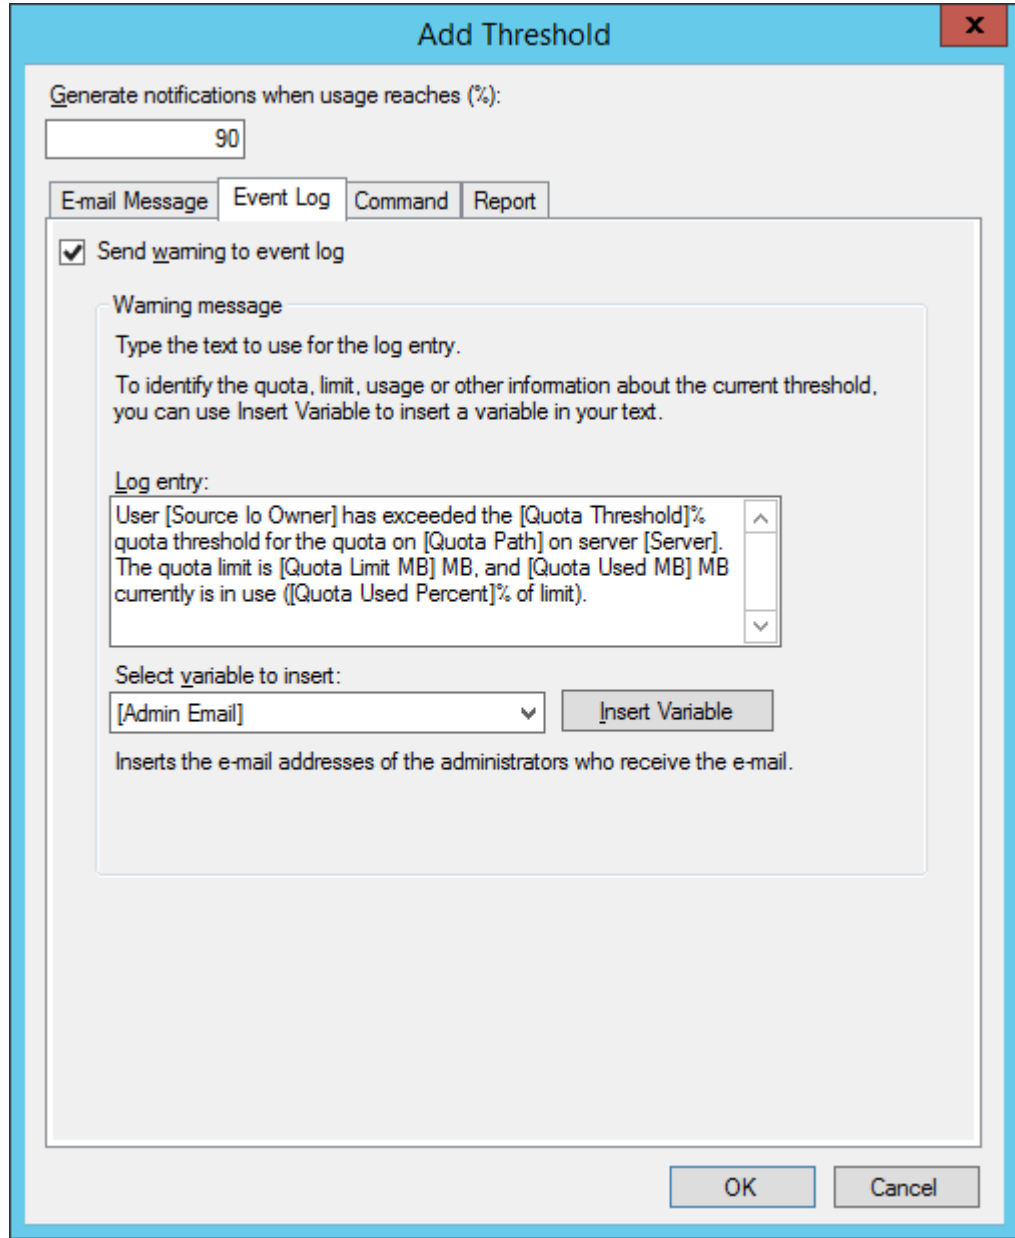 Add Threshold
x
Generate notifications when usage reaches (%):
90
E-mail Message Event Log Command Report
Send warning to event log
Warning message
Type the text to use for the log entry.
To identify the quota, limit, usage or other information about the current threshold,
you can use Insert Variable to insert a variable in your text.
Log entry:
User [Source Io Owner] has exceeded the [Quota Threshold]%
quota threshold for the quota on [Quota Path] on server [Server].
The quota limit is [Quota Limit MB] MB, and [Quota Used MB] MB
currently is in use ([Quota Used Percent]% of limit).
Select variable to insert:
[Admin Email] Insert Variable
Inserts the e-mail addresses of the administrators who receive the e-mail.
OK Cancel